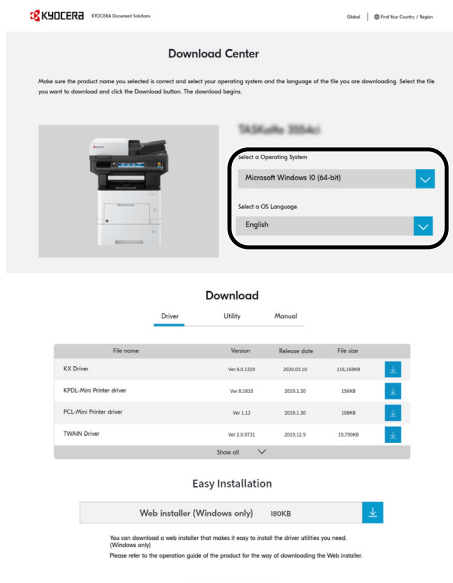 KYOCERA KYOCERA Document Solutions Global Find Your Country / Region
Download Center
Make sure the product name you selected is correct and select your operating system and the language of the file you are downloading. Select the file
you want to download and click the Download button. The download begins.
Select a Operating System
Microsoft Windows 10 (64-bit)
Select a OS Language
English
Download
Driver Utility Manual
File name Version Release date File size
KX Driver Ver 8.0.1329 2020.03.10 116,168KB
KPDL-Mini Printer driver Ver 8.1810 2019.1.30 156KB
PCL-Mini Printer driver Ver 1.12 2019.1.30 108KB
TWAIN Driver Ver 2.0.9731 2019.12.9 19,790KB
Show all
Easy Installation
Web installer (Windows only) 180KB
You can download a web installer that makes it easy to install the driver utilities you need.
(Windows only)
Please refer to the operation guide of the product for the way of downloading the Web installer.